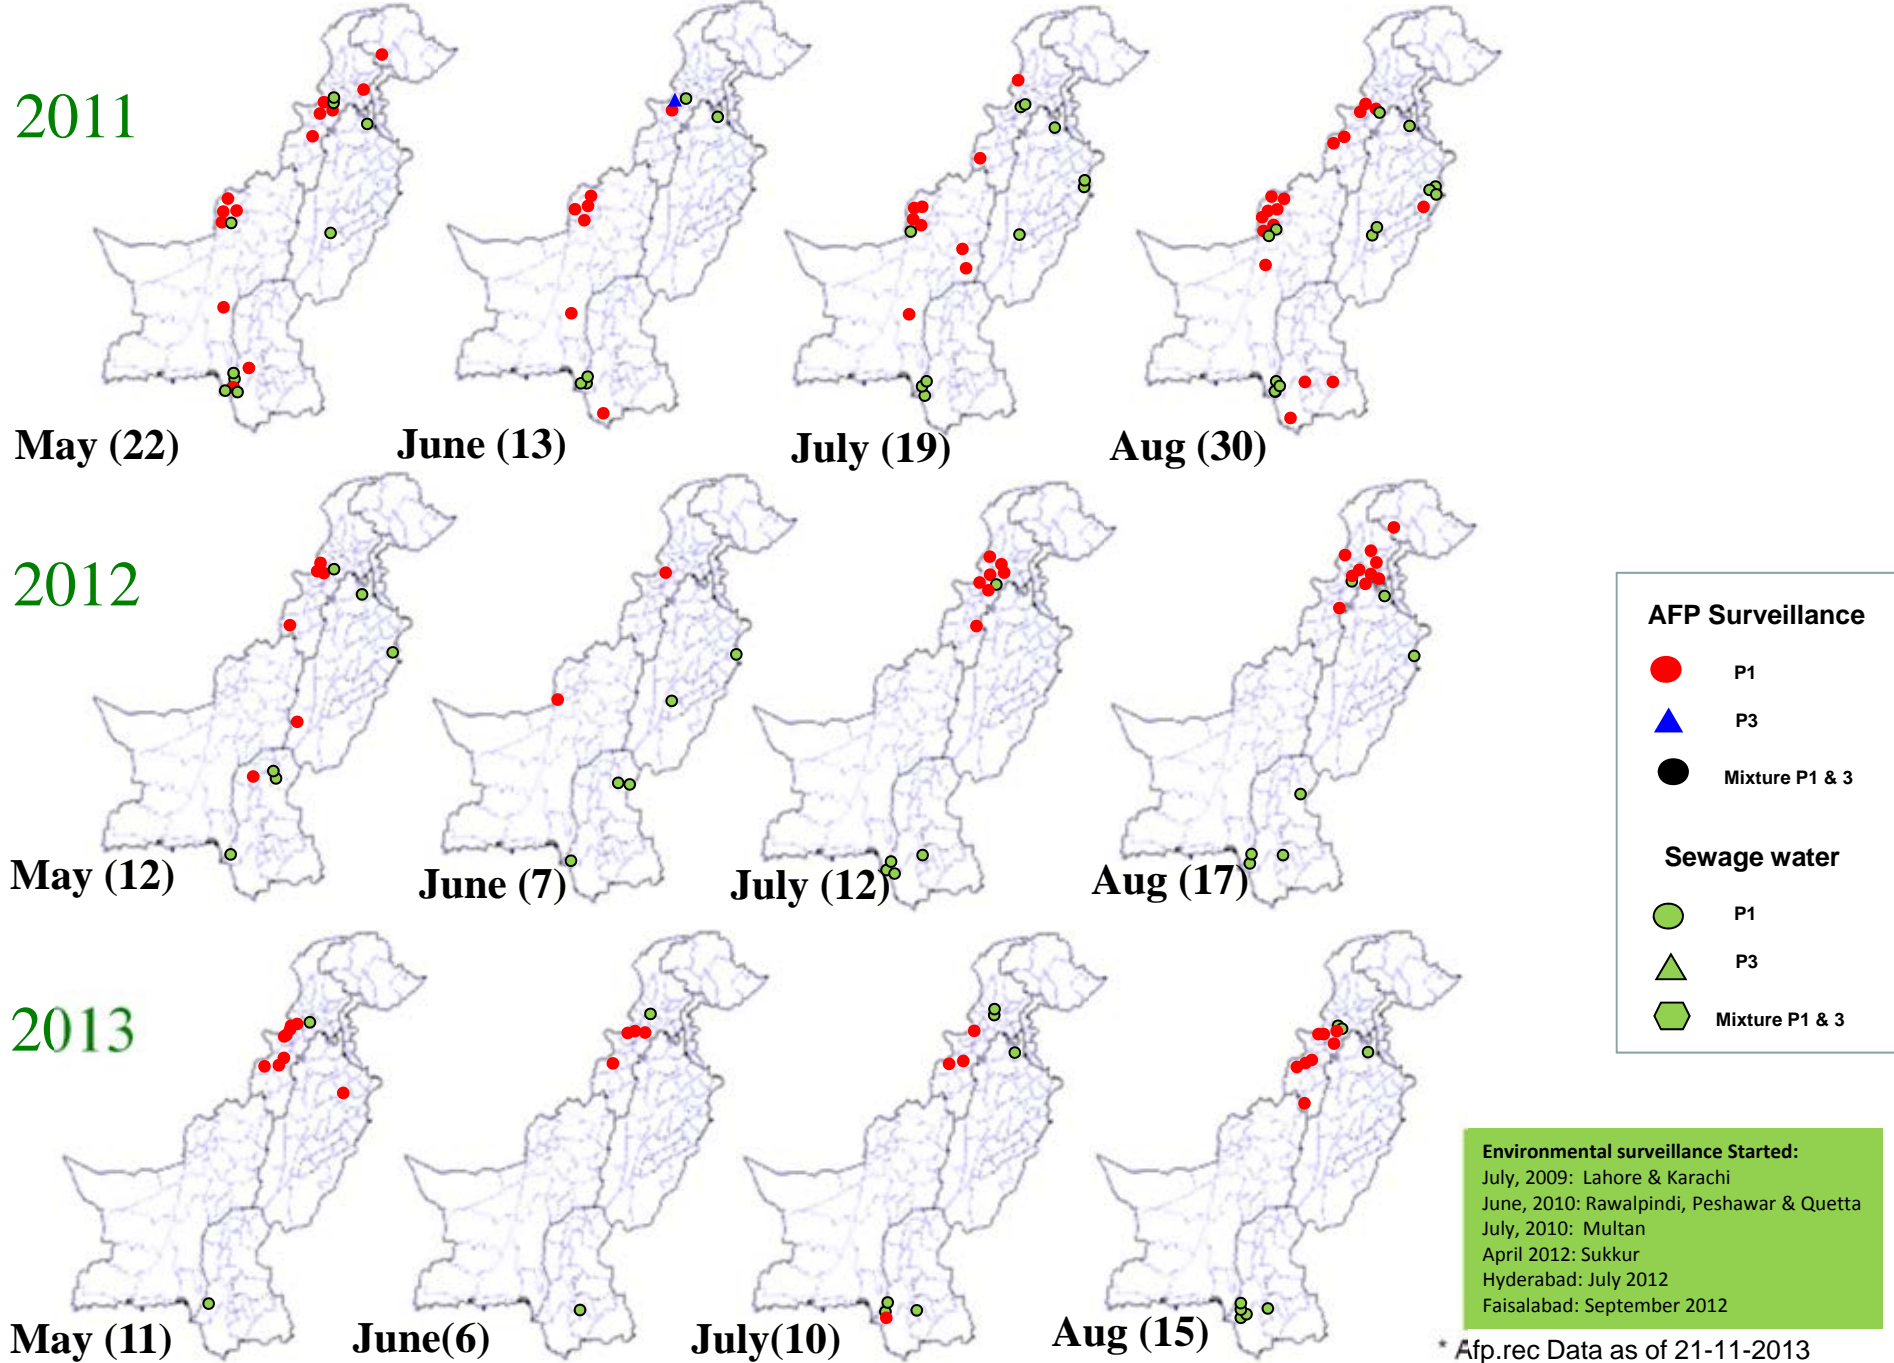 2011
May (22)
June (13)
July (19)
Aug (30)
2012
May (12)
June (7)
July (12)
Aug (17)
2013
May (11)
June(6)
July(10)
Aug (15)
AFP Surveillance
P1
P3
Mixture P1 & 3
Sewage water
P1
P3
Mixture P1 & 3
Environmental surveillance Started:
July, 2009: Lahore & Karachi
June, 2010: Rawalpindi, Peshawar & Quetta
July, 2010: Multan
April 2012: Sukkur
Hyderabad: July 2012
Faisalabad: September 2012
* Afp.rec Data as of 21-11-2013